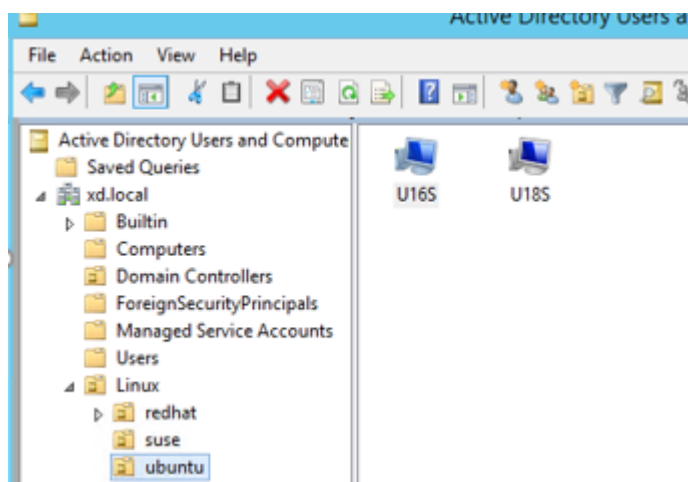 Active Directory Users a
File Action View Help
Active Directory Users and Compute
Saved Queries
xd.local
Builtin
Computers
Domain Controllers
ForeignSecurityPrincipals
Managed Service Accounts
Users
Linux
redhat
suse
ubuntu
U16S U18S